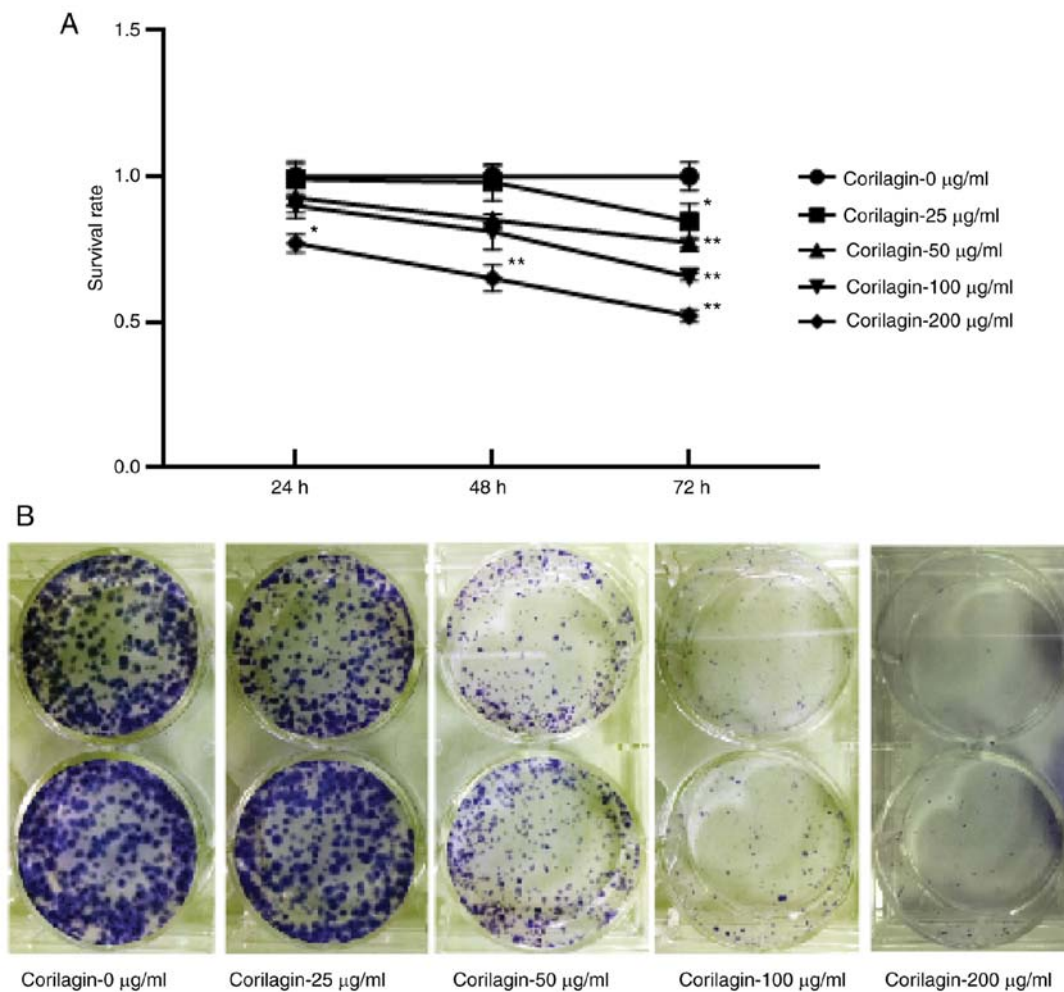 A
1.5
1.0
0.5
0.0
Survival rate
24 h
48 h
72 h
*
**
*
**
**
**
Corilagin-0 μg/ml
Corilagin-25 μg/ml
Corilagin-50 μg/ml
Corilagin-100 μg/ml
Corilagin-200 μg/ml
B
Corilagin-0 μg/ml
Corilagin-25 μg/ml
Corilagin-50 μg/ml
Corilagin-100 μg/ml
Corilagin-200 μg/ml